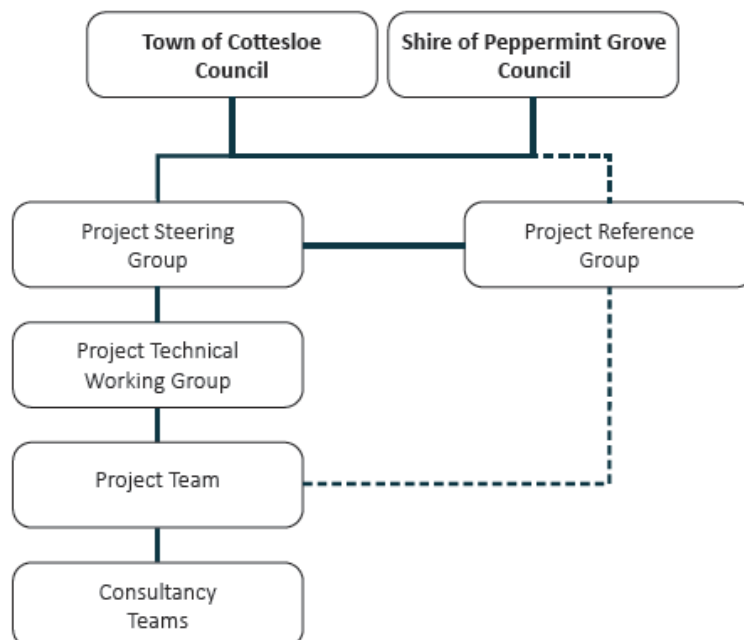 Town of Cottesloe
Council
Shire of Peppermint Grove
Council
Project Steering
Group
Project Reference
Group
Project Technical
Working Group
Project Team
Consultancy
Teams